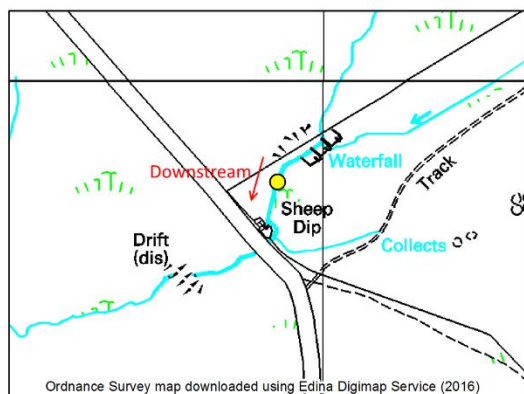 Waterfall
Downstream
Track
Sheep
Dip
Drift
(dis)
Collects
Ordnance Survey map downloaded using Edina Digimap Service (2016)